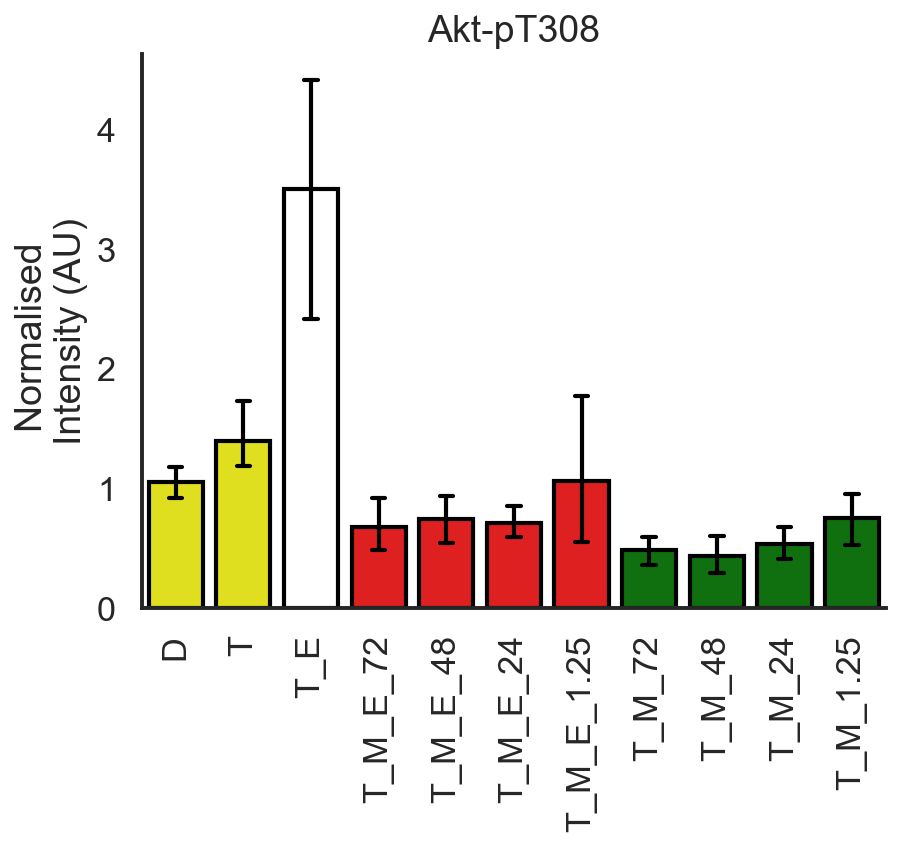 Akt-pT308
Normalised
Intensity (AU)
4
3
2
1
0
D
T
T_E
T_M_E_72
T_M_E_48
T_M_E_24
T_M_E_1.25
T_M_72
T_M_48
T_M_24
T_M_1.25